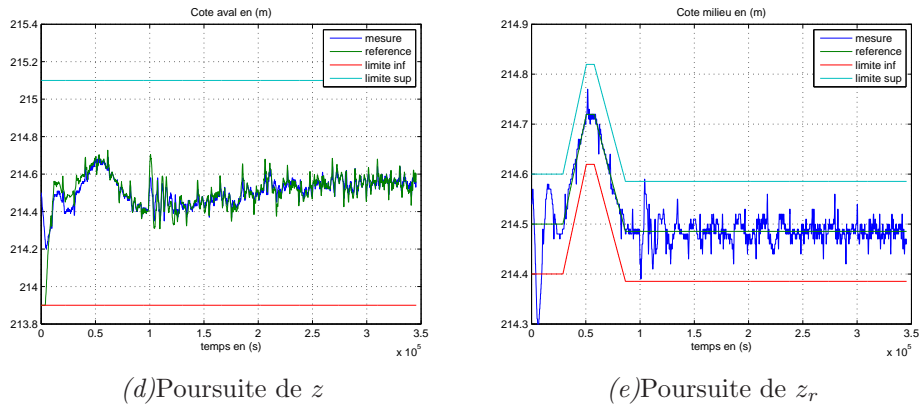 Cote aval en (m)
215.4
215.2
215
214.8
214.6
214.4
214.2
214
213.8
0
0.5
1
1.5
2
2.5
3
3.5
x 10^5
temps en (s)
mesure
reference
limite inf
limite sup
(d)Poursuite de z
Cote milieu en (m)
214.9
214.8
214.7
214.6
214.5
214.4
214.3
0
0.5
1
1.5
2
2.5
3
3.5
x 10^5
temps en (s)
mesure
reference
limite inf
limite sup
(e)Poursuite de z_r